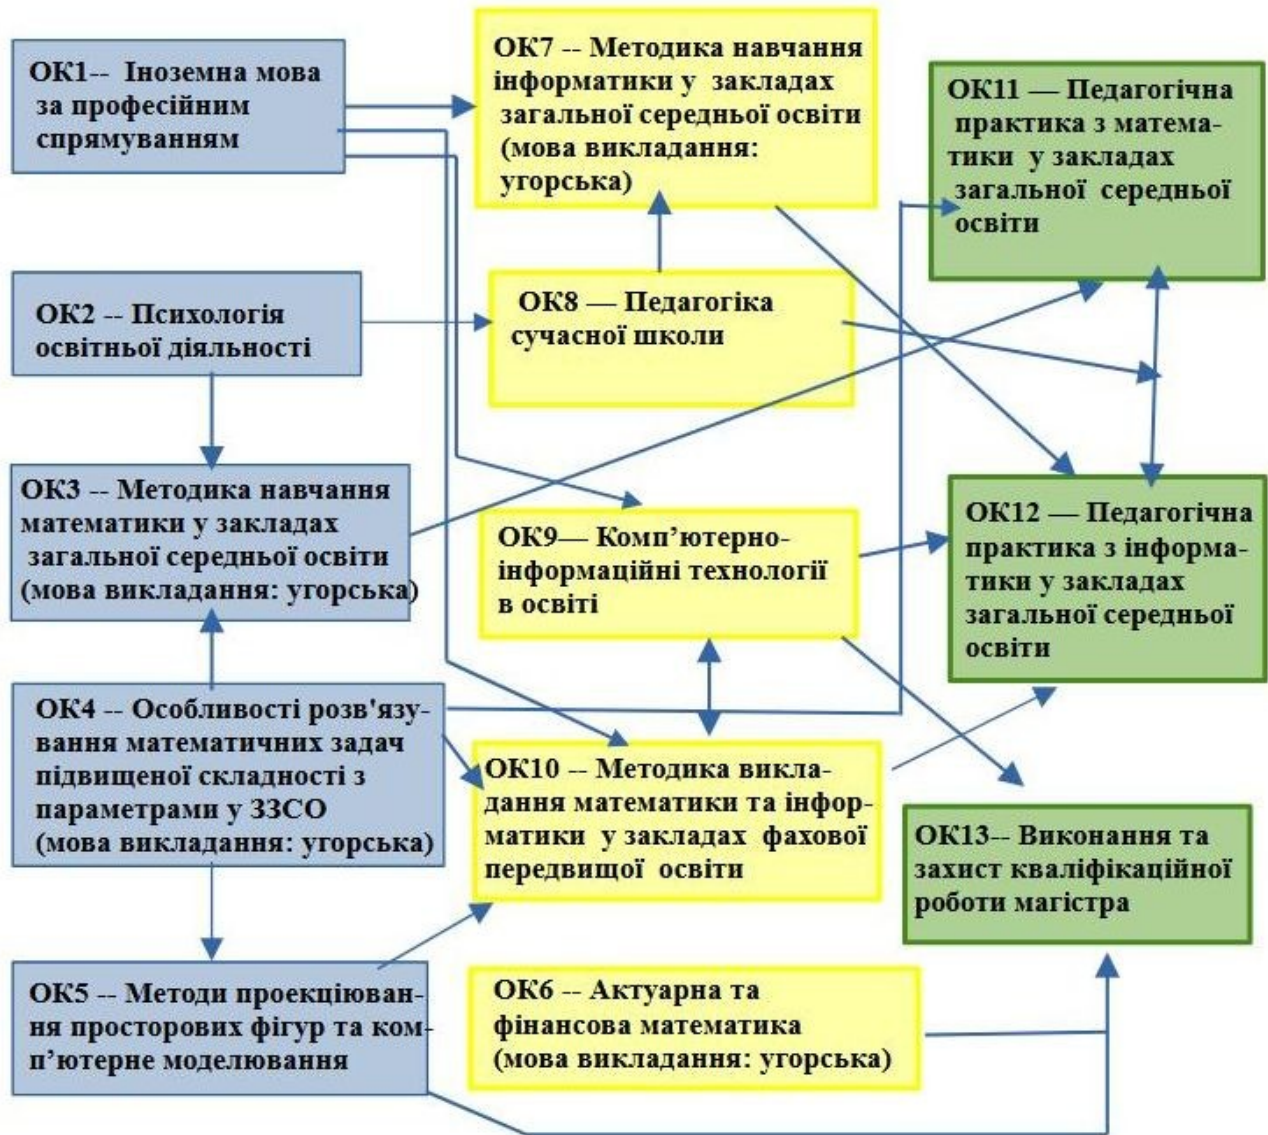 ОК1-- Іноземна мова
за професійним
спрямуванням
ОК2 -- Психологія
освітньої діяльності
ОК3 -- Методика навчання
математики у закладах
загальної середньої освіти
(мова викладання: угорська)
ОК4 -- Особливості розв'язу-
вання математичних задач
підвищеної складності з
параметрами у ЗЗСО
(мова викладання: угорська)
ОК5 -- Методи проекціюван-
ня просторових фігур та ком-
п’ютерне моделювання
ОК7 -- Методика навчання
інформатики у закладах
загальної середньої освіти
(мова викладання:
угорська)
ОК8 — Педагогіка
сучасної школи
ОК9— Комп’ютерно-
інформаційні технології
в освіті
ОК10 -- Методика викла-
дання математики та інфор-
матики у закладах фахової
передвищої освіти
ОК6 -- Актуарна та
фінансова математика
(мова викладання: угорська)
ОК11 — Педагогічна
практика з матема-
тики у закладах
загальної середньої
освіти
ОК12 — Педагогічна
практика з інформа-
тики у закладах
загальної середньої
освіти
ОК13-- Виконання та
захист кваліфікаційної
роботи магістра